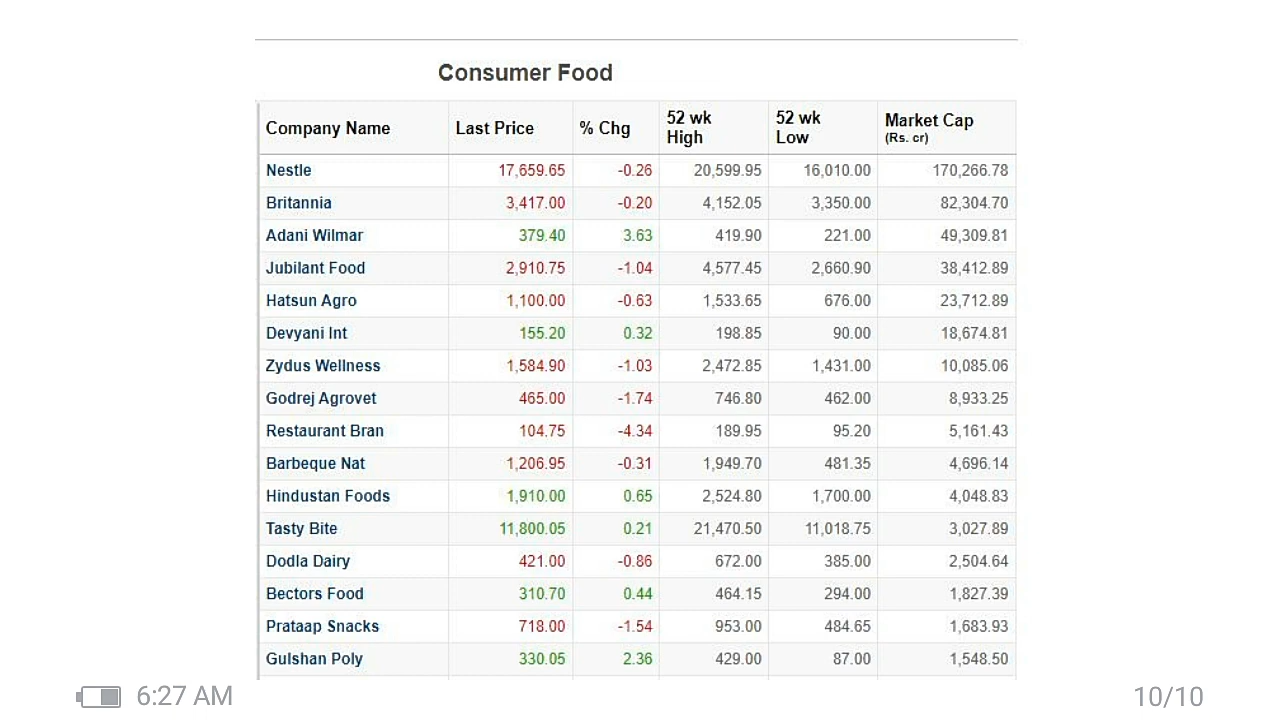 Consumer Food
Company Name Last Price % Chg 52 wk High 52 wk Low Market Cap (Rs. cr)
Nestle 17,659.65 -0.26 20,599.95 16,010.00 170,266.78
Britannia 3,417.00 -0.20 4,152.05 3,350.00 82,304.70
Adani Wilmar 379.40 3.63 419.90 221.00 49,309.81
Jubilant Food 2,910.75 -1.04 4,577.45 2,660.90 38,412.89
Hatsun Agro 1,100.00 -0.63 1,533.65 676.00 23,712.89
Devyani Int 155.20 0.32 198.85 90.00 18,674.81
Zydus Wellness 1,584.90 -1.03 2,472.85 1,431.00 10,085.06
Godrej Agrovet 465.00 -1.74 746.80 462.00 8,933.25
Restaurant Bran 104.75 -4.34 189.95 95.20 5,161.43
Barbeque Nat 1,206.95 -0.31 1,949.70 481.35 4,696.14
Hindustan Foods 1,910.00 0.65 2,524.80 1,700.00 4,048.83
Tasty Bite 11,800.05 0.21 21,470.50 11,018.75 3,027.89
Dodla Dairy 421.00 -0.86 672.00 385.00 2,504.64
Bectors Food 310.70 0.44 464.15 294.00 1,827.39
Prataap Snacks 718.00 -1.54 953.00 484.65 1,683.93
Gulshan Poly 330.05 2.36 429.00 87.00 1,548.50
6:27 AM 10/10